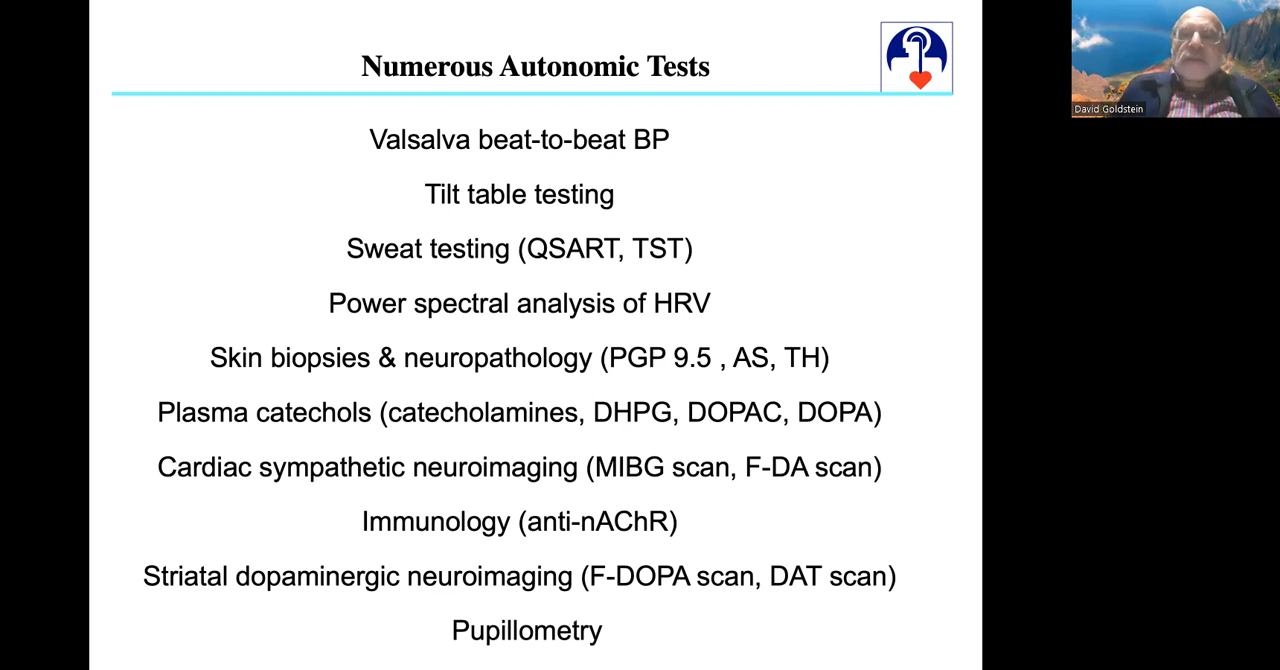 Numerous Autonomic Tests
David Goldstein
Valsalva beat-to-beat BP
Tilt table testing
Sweat testing (QSART, TST)
Power spectral analysis of HRV
Skin biopsies & neuropathology (PGP 9.5 , AS, TH)
Plasma catechols (catecholamines, DHPG, DOPAC, DOPA)
Cardiac sympathetic neuroimaging (MIBG scan, F-DA scan)
Immunology (anti-nAChR)
Striatal dopaminergic neuroimaging (F-DOPA scan, DAT scan)
Pupillometry